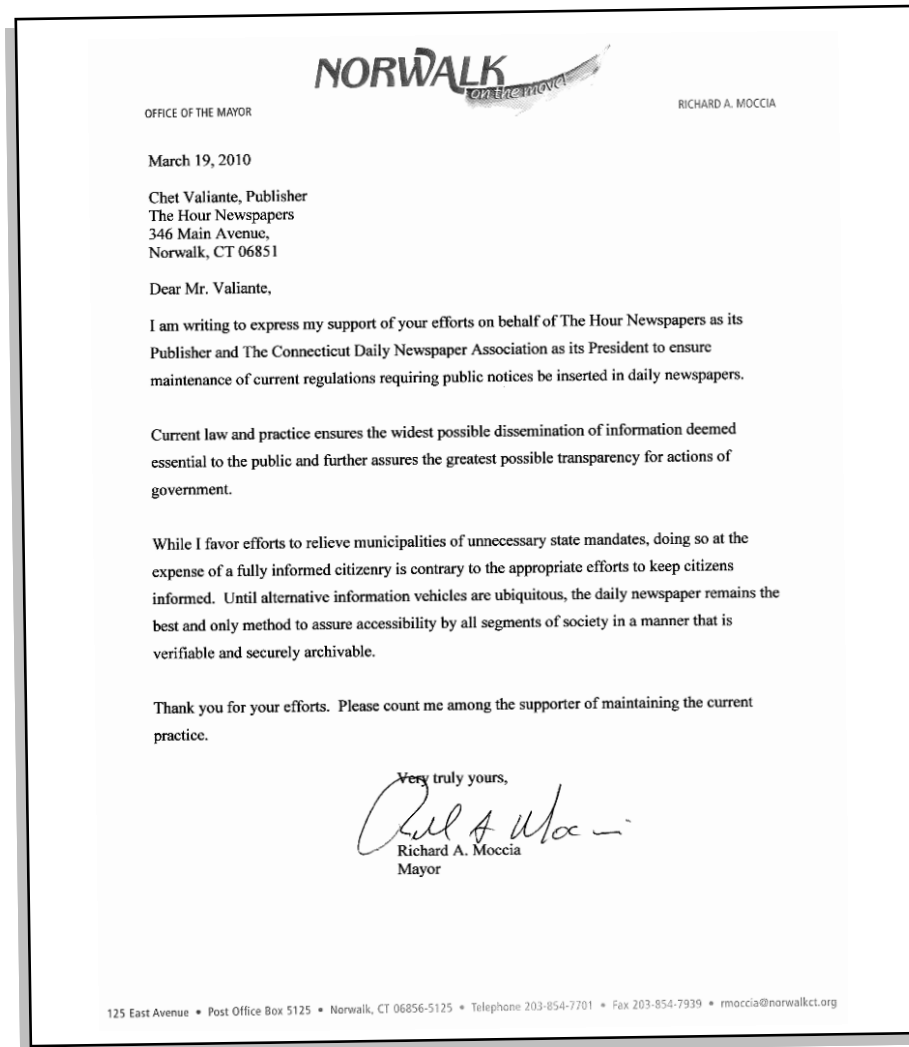 NORWALK
on the move!
OFFICE OF THE MAYOR
RICHARD A. MOCCIA
March 19, 2010
Chet Valiante, Publisher
The Hour Newspapers
346 Main Avenue,
Norwalk, CT 06851
Dear Mr. Valiante,
I am writing to express my support of your efforts on behalf of The Hour Newspapers as its
Publisher and The Connecticut Daily Newspaper Association as its President to ensure
maintenance of current regulations requiring public notices be inserted in daily newspapers.
Current law and practice ensures the widest possible dissemination of information deemed
essential to the public and further assures the greatest possible transparency for actions of
government.
While I favor efforts to relieve municipalities of unnecessary state mandates, doing so at the
expense of a fully informed citizenry is contrary to the appropriate efforts to keep citizens
informed.  Until alternative information vehicles are ubiquitous, the daily newspaper remains the
best and only method to assure accessibility by all segments of society in a manner that is
verifiable and securely archivable.
Thank you for your efforts.  Please count me among the supporter of maintaining the current
practice.
Very truly yours,
Richard A. Moccia
Mayor
125 East Avenue • Post Office Box 5125 • Norwalk, CT 06856-5125 • Telephone 203-854-7701 • Fax 203-854-7939 • rmoccia@norwalkct.org